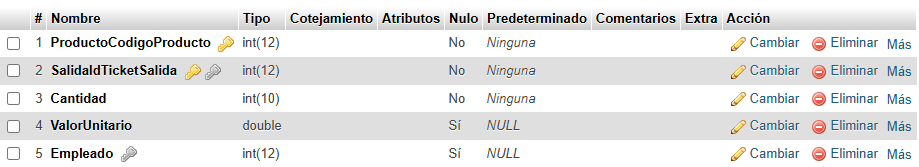 # Nombre Tipo Cotejamiento Atributos Nulo Predeterminado Comentarios Extra Acción
1 ProductoCodigoProducto int(12) No Ninguna Cambiar Eliminar Más
2 SalidaIdTicketSalida int(12) No Ninguna Cambiar Eliminar Más
3 Cantidad int(10) No Ninguna Cambiar Eliminar Más
4 ValorUnitario double Sí NULL Cambiar Eliminar Más
5 Empleado int(12) Sí NULL Cambiar Eliminar Más